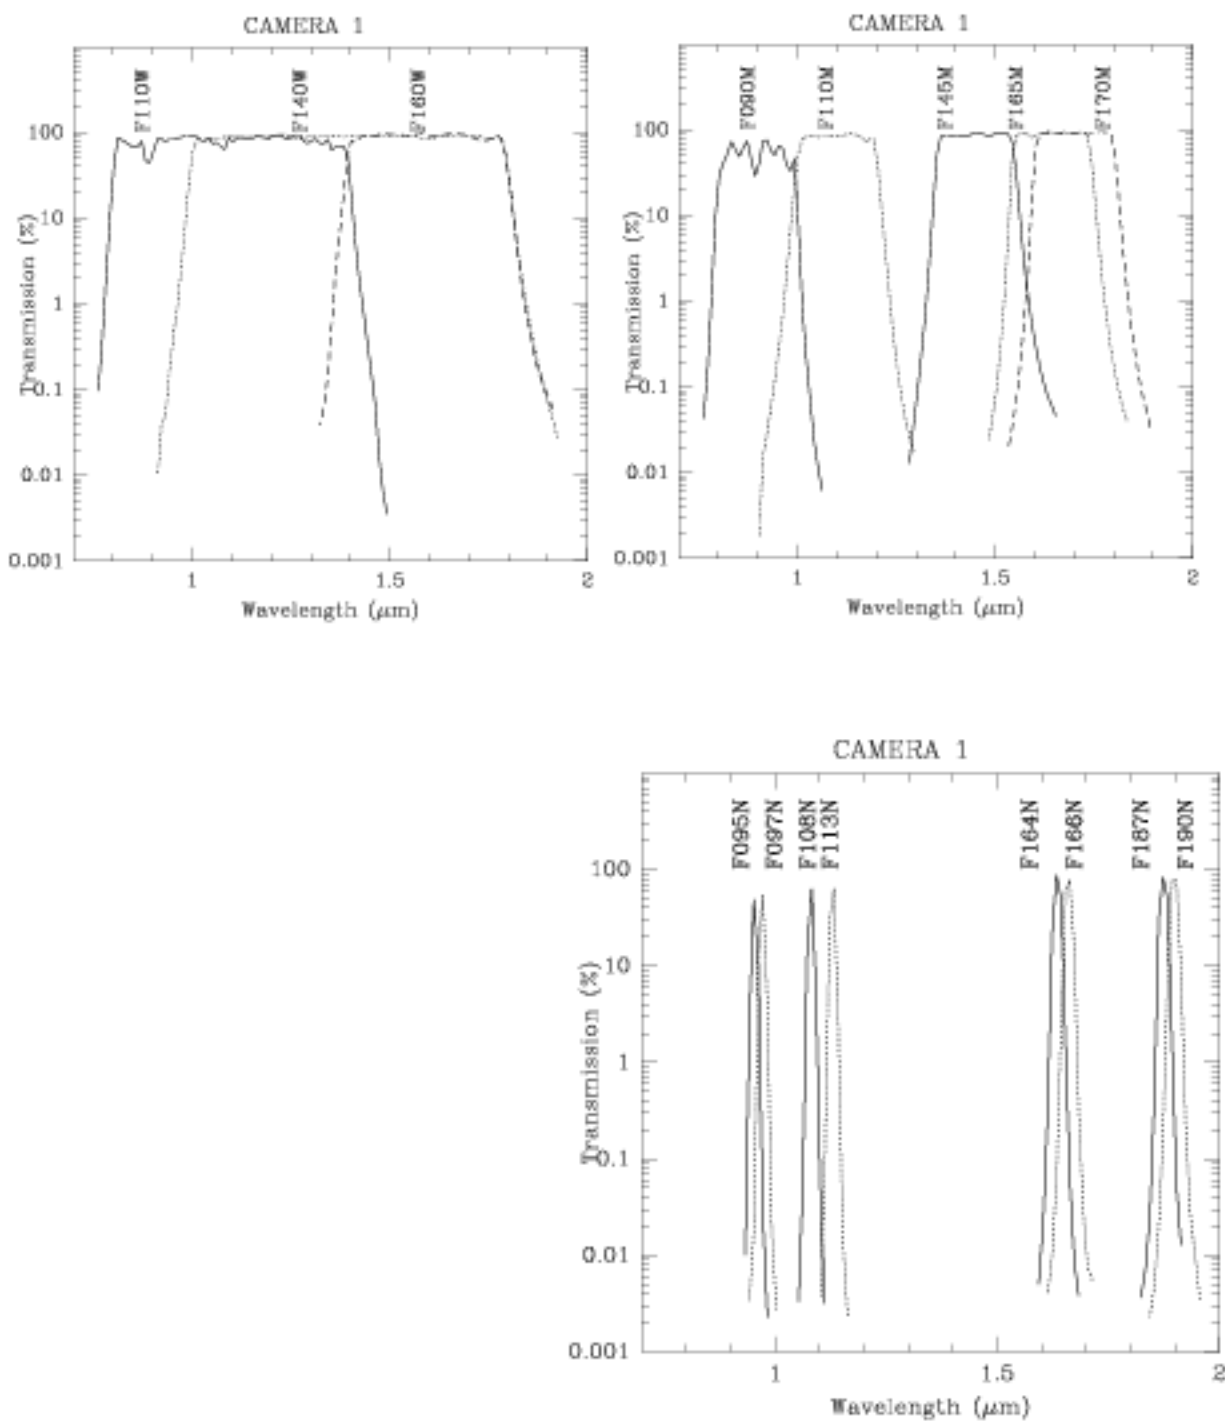 CAMERA 1
F110W
F140W
F160W
100
10
1
0.1
0.01
0.001
Transmission (%)
1
1.5
2
Wavelength (μm)
CAMERA 1
F090M
F110M
F145M
F165M
F170M
100
10
1
0.1
0.01
0.001
Transmission (%)
1
1.5
2
Wavelength (μm)
CAMERA 1
F095N
F097N
F108N
F113N
F164N
F166N
F187N
F190N
100
10
1
0.1
0.01
0.001
Transmission (%)
1
1.5
2
Wavelength (μm)